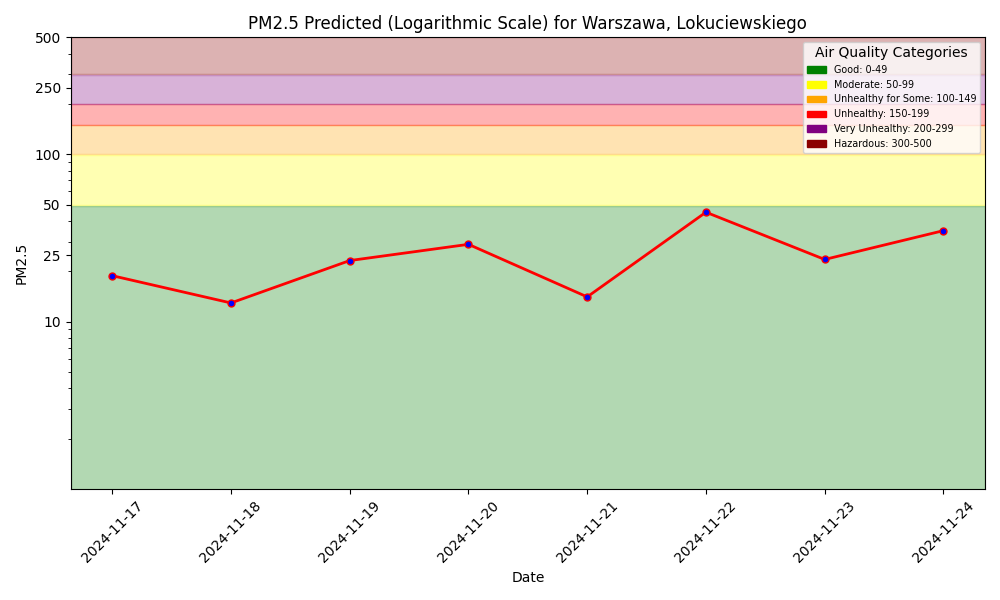 PM2.5 Predicted (Logarithmic Scale) for Warszawa, Lokuciewskiego
Air Quality Categories
Good: 0-49
Moderate: 50-99
Unhealthy for Some: 100-149
Unhealthy: 150-199
Very Unhealthy: 200-299
Hazardous: 300-500
500
250
100
50
25
10
PM2.5
2024-11-17
2024-11-18
2024-11-19
2024-11-20
2024-11-21
2024-11-22
2024-11-23
2024-11-24
Date